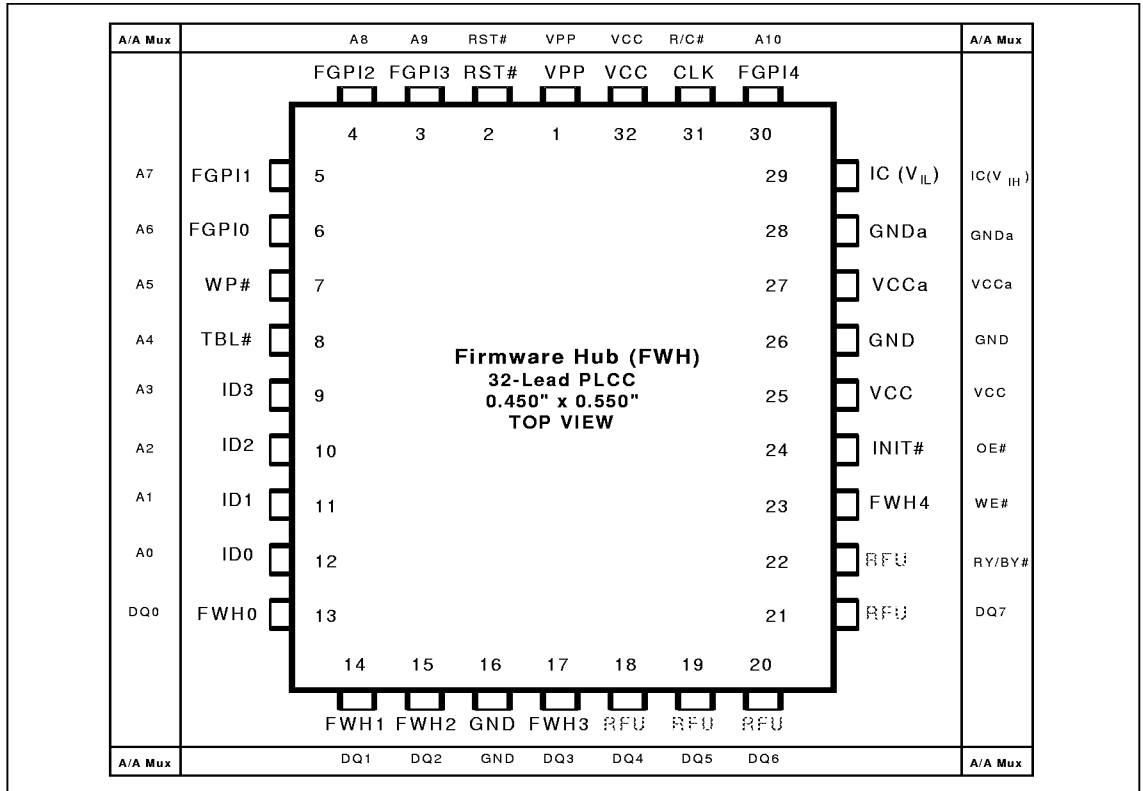 A/A Mux A8 A9 RST# VPP VCC R/C# A10 A/A Mux
FGPI2 FGPI3 RST# VPP VCC CLK FGPI4
4 3 2 1 32 31 30
A7 FGPI1 5 29 IC (VIL) IC(VIH)
A6 FGPI0 6 28 GNDa GNDa
A5 WP# 7 27 VCCa VCCa
A4 TBL# 8 26 GND GND
Firmware Hub (FWH)
32-Lead PLCC
A3 ID3 9 25 VCC VCC
0.450" x 0.550"
TOP VIEW
A2 ID2 10 24 INIT# OE#
A1 ID1 11 23 FWH4 WE#
A0 ID0 12 22 RFU RY/BY#
DQ0 FWH0 13 21 RFU DQ7
14 15 16 17 18 19 20
FWH1 FWH2 GND FWH3 RFU RFU RFU
A/A Mux DQ1 DQ2 GND DQ3 DQ4 DQ5 DQ6 A/A Mux